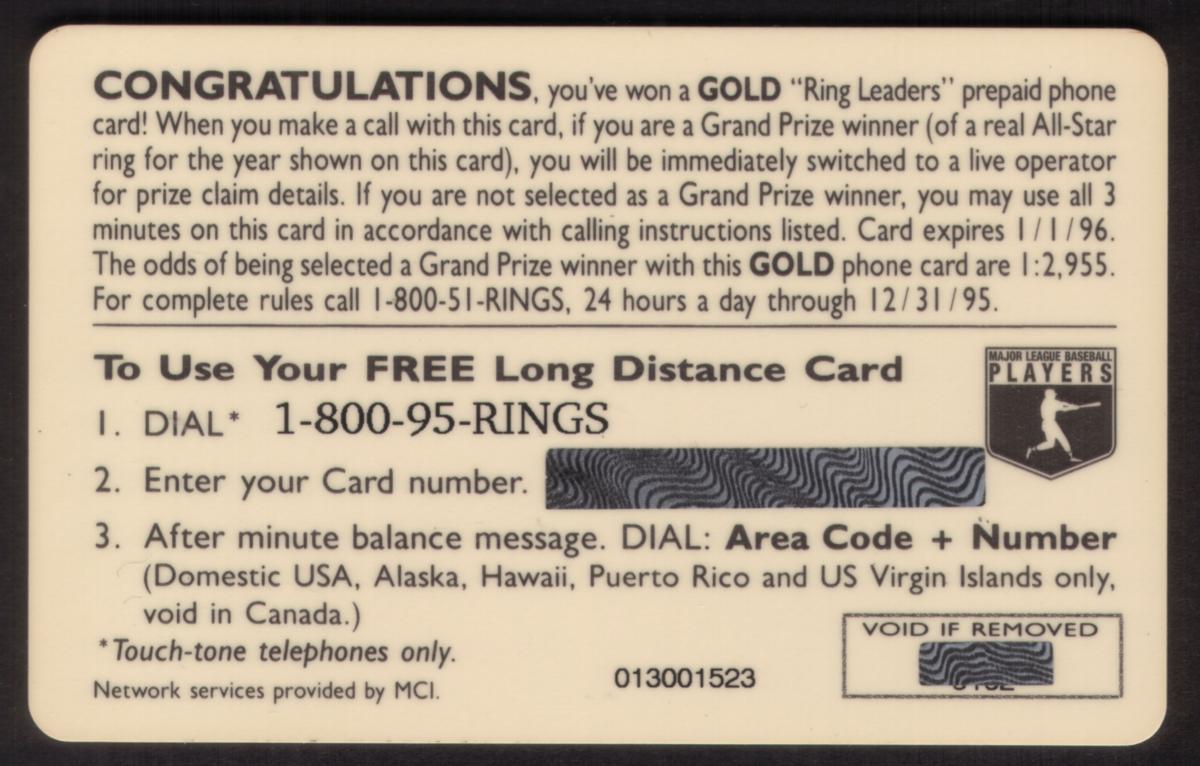 CONGRATULATIONS, you've won a GOLD "Ring Leaders" prepaid phone
card! When you make a call with this card, if you are a Grand Prize winner (of a real All-Star
ring for the year shown on this card), you will be immediately switched to a live operator
for prize claim details. If you are not selected as a Grand Prize winner, you may use all 3
minutes on this card in accordance with calling instructions listed. Card expires 1/1/96.
The odds of being selected a Grand Prize winner with this GOLD phone card are 1:2,955.
For complete rules call 1-800-51-RINGS, 24 hours a day through 12/31/95.
To Use Your FREE Long Distance Card
MAJOR LEAGUE BASEBALL
PLAYERS
1. DIAL* 1-800-95-RINGS
2. Enter your Card number.
3. After minute balance message. DIAL: Area Code + Number
(Domestic USA, Alaska, Hawaii, Puerto Rico and US Virgin Islands only,
void in Canada.)
*Touch-tone telephones only.
Network services provided by MCI.
013001523
VOID IF REMOVED